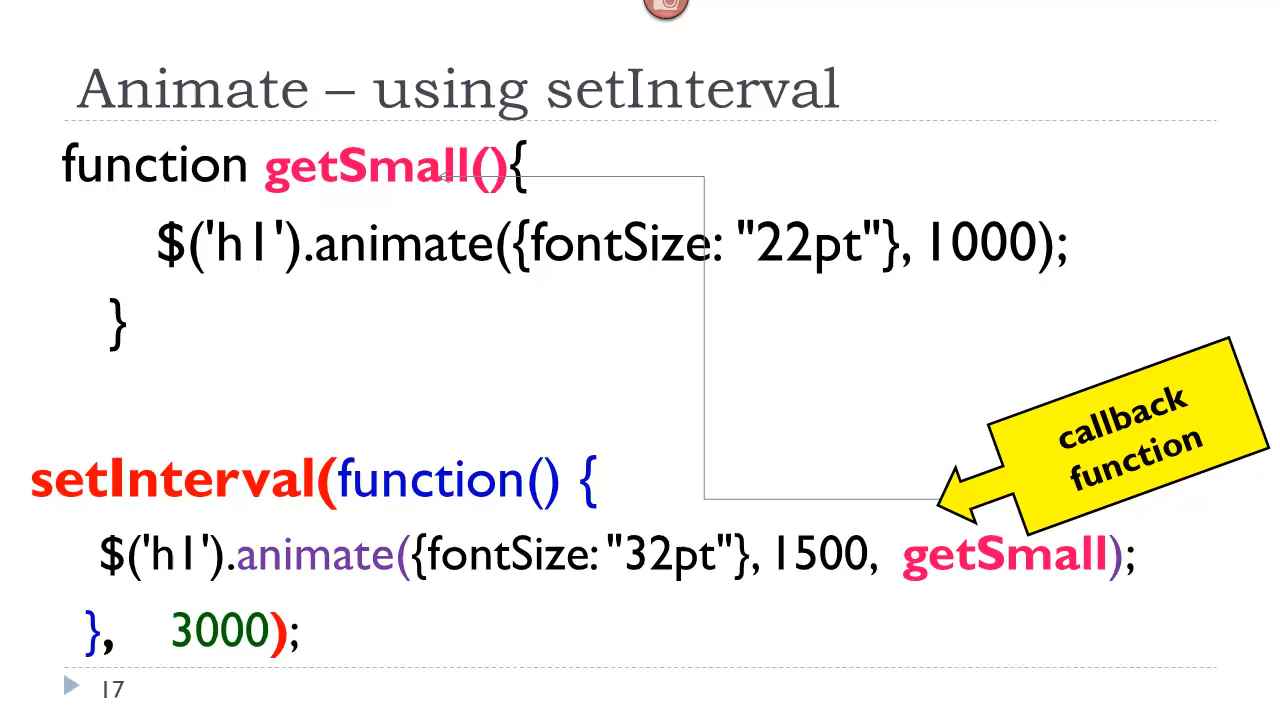 Animate – using setInterval
function getSmall(){
$('h1').animate({fontSize: "22pt"}, 1000);
}
callback
function
setInterval(function() {
$('h1').animate({fontSize: "32pt"}, 1500, getSmall);
}, 3000);
17